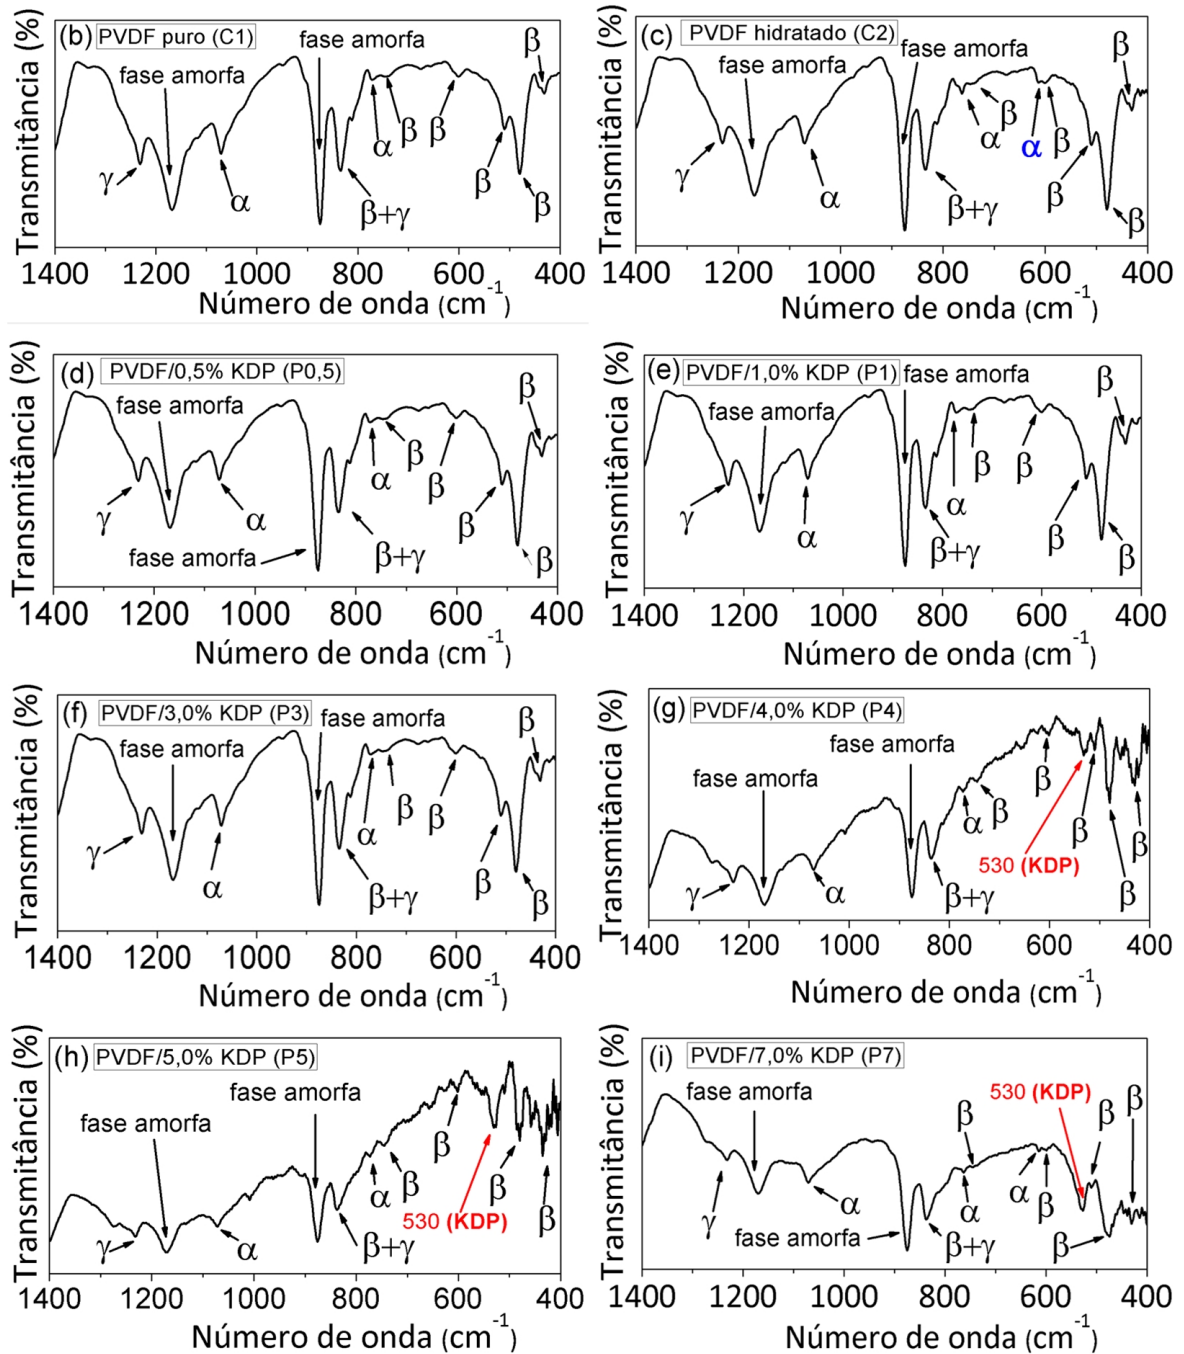 (b) PVDF puro (C1)
fase amorfa
fase amorfa
β
γ
α
β+γ
α
β
β
β
β
Transmitância (%)
1400 1200 1000 800 600 400
Número de onda (cm-1)
(c) PVDF hidratado (C2)
fase amorfa
fase amorfa
β
γ
α
β+γ
α
β
α
β
β
β
Transmitância (%)
1400 1200 1000 800 600 400
Número de onda (cm-1)
(d) PVDF/0,5% KDP (P0,5)
fase amorfa
β
γ
α
fase amorfa
β+γ
α
β
β
β
β
Transmitância (%)
1400 1200 1000 800 600 400
Número de onda (cm-1)
(e) PVDF/1,0% KDP (P1)
fase amorfa
fase amorfa
β
γ
α
β+γ
α
β
β
β
β
Transmitância (%)
1400 1200 1000 800 600 400
Número de onda (cm-1)
(f) PVDF/3,0% KDP (P3)
fase amorfa
fase amorfa
β
γ
α
β+γ
α
β
β
β
β
Transmitância (%)
1400 1200 1000 800 600 400
Número de onda (cm-1)
(g) PVDF/4,0% KDP (P4)
fase amorfa
fase amorfa
γ
α
β+γ
α
β
β
530 (KDP)
β
β
β
Transmitância (%)
1400 1200 1000 800 600 400
Número de onda (cm-1)
(h) PVDF/5,0% KDP (P5)
fase amorfa
fase amorfa
γ
α
β+γ
α
β
β
530 (KDP)
β
β
Transmitância (%)
1400 1200 1000 800 600 400
Número de onda (cm-1)
(i) PVDF/7,0% KDP (P7)
fase amorfa
530 (KDP)
β
β
β
γ
α
fase amorfa
β+γ
α
α
β
β
Transmitância (%)
1400 1200 1000 800 600 400
Número de onda (cm-1)